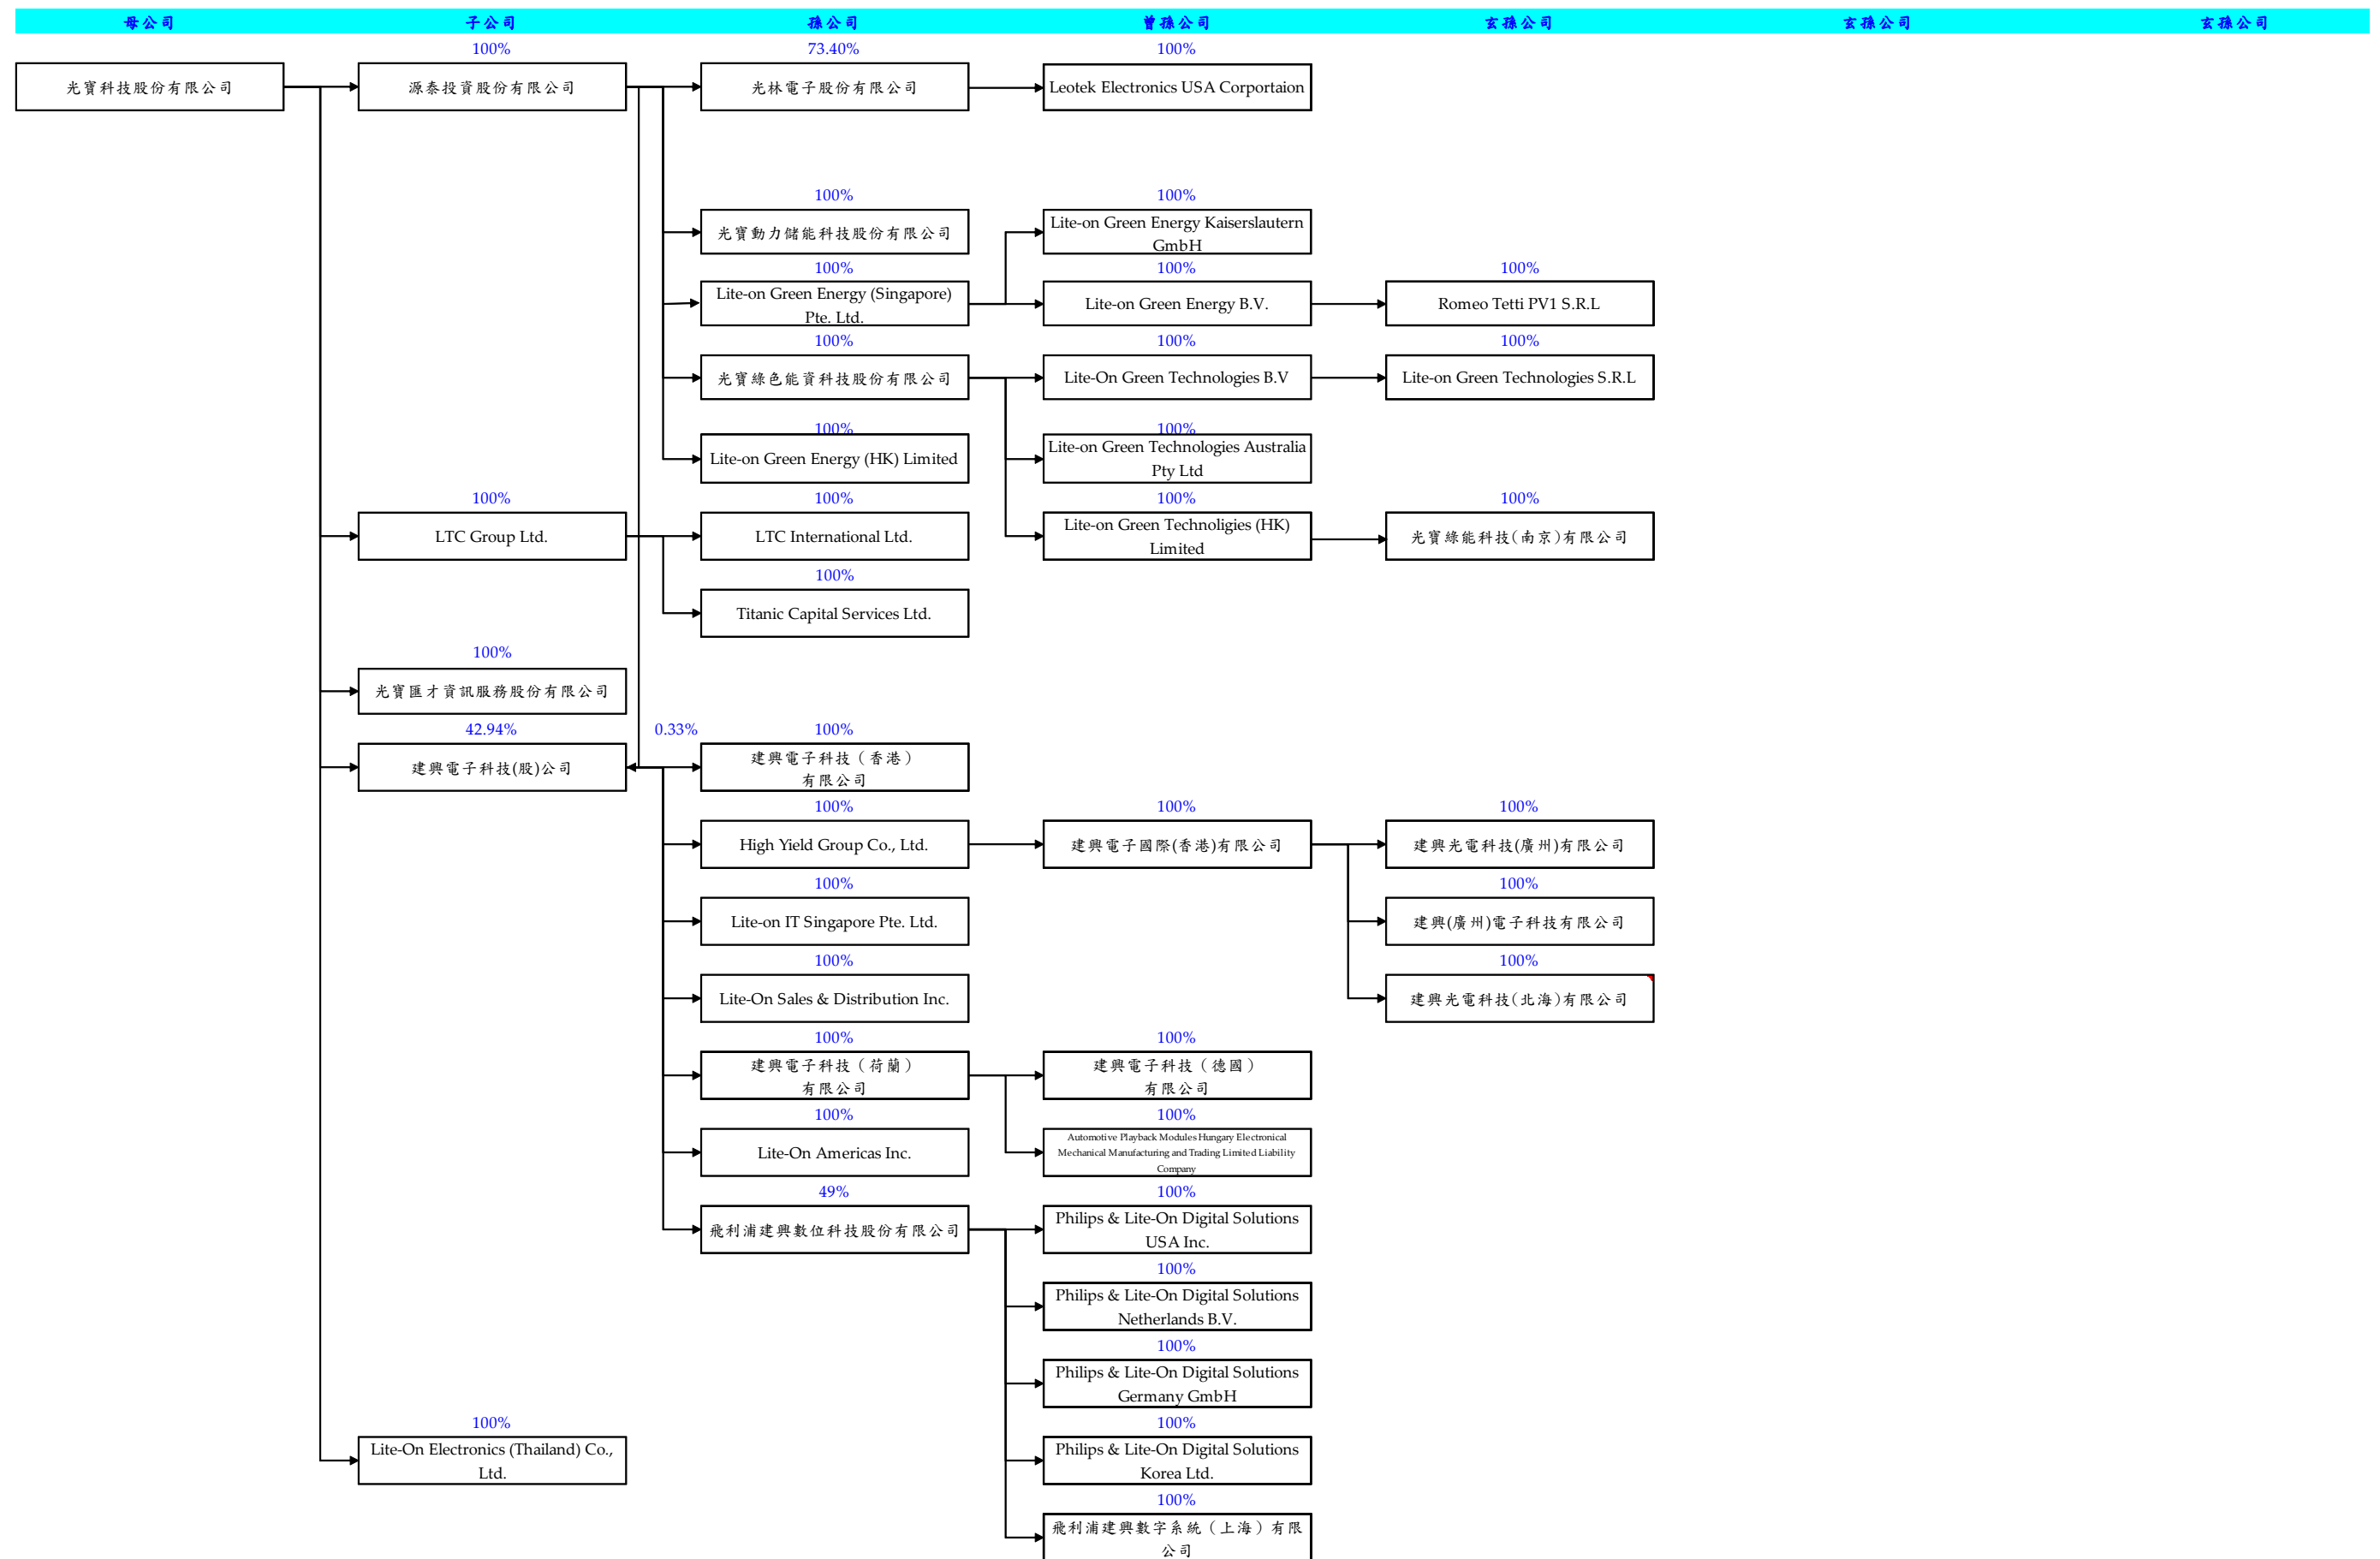 母公司 子公司 孫公司 曾孫公司 玄孫公司 玄孫公司 玄孫公司
100% 73.40% 100%
光寶科技股份有限公司 源泰投資股份有限公司 光林電子股份有限公司 Leotek Electronics USA Corportaion
100% 100%
光寶動力儲能科技股份有限公司 Lite-on Green Energy Kaiserslautern
GmbH
100% 100% 100%
Lite-on Green Energy (Singapore)
Pte. Ltd.
Lite-on Green Energy B.V. Romeo Tetti PV1 S.R.L
100% 100% 100%
光寶綠色能資科技股份有限公司 Lite-On Green Technologies B.V Lite-on Green Technologies S.R.L
100% 100%
Lite-on Green Energy (HK) Limited Lite-on Green Technologies Australia
Pty Ltd
100% 100% 100% 100%
LTC Group Ltd. LTC International Ltd. Lite-on Green Technoligies (HK)
Limited
光寶綠能科技(南京)有限公司
100%
Titanic Capital Services Ltd.
100%
光寶匯才資訊服務股份有限公司
42.94% 0.33% 100%
建興電子科技(股)公司 建興電子科技（香港）
有限公司
100% 100% 100%
High Yield Group Co., Ltd. 建興電子國際(香港)有限公司 建興光電科技(廣州)有限公司
100% 100%
Lite-on IT Singapore Pte. Ltd. 建興(廣州)電子科技有限公司
100% 100%
Lite-On Sales & Distribution Inc. 建興光電科技(北海)有限公司
100% 100%
建興電子科技（荷蘭）
有限公司
建興電子科技（德國）
有限公司
100% 100%
Lite-On Americas Inc. Automotive Playback Modules Hungary Electronical
Mechanical Manufacturing and Trading Limited Liability
Company
49% 100%
飛利浦建興數位科技股份有限公司 Philips & Lite-On Digital Solutions
USA Inc.
100%
Philips & Lite-On Digital Solutions
Netherlands B.V.
100%
Philips & Lite-On Digital Solutions
Germany GmbH
100% 100%
Lite-On Electronics (Thailand) Co.,
Ltd.
Philips & Lite-On Digital Solutions
Korea Ltd.
100%
飛利浦建興數字系統（上海）有限
公司